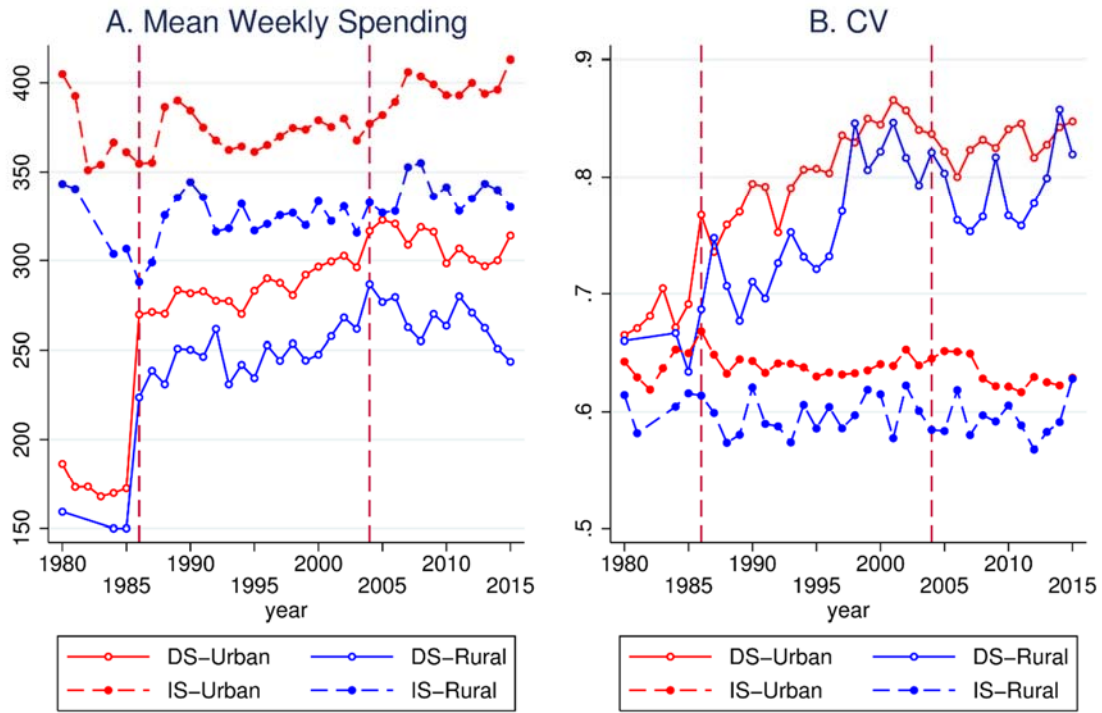 A. Mean Weekly Spending
400
350
300
250
200
150
1980
1985
1990
1995
2000
2005
2010
2015
year
DS-Urban
DS-Rural
IS-Urban
IS-Rural
B. CV
.9
.8
.7
.6
.5
1980
1985
1990
1995
2000
2005
2010
2015
year
DS-Urban
DS-Rural
IS-Urban
IS-Rural